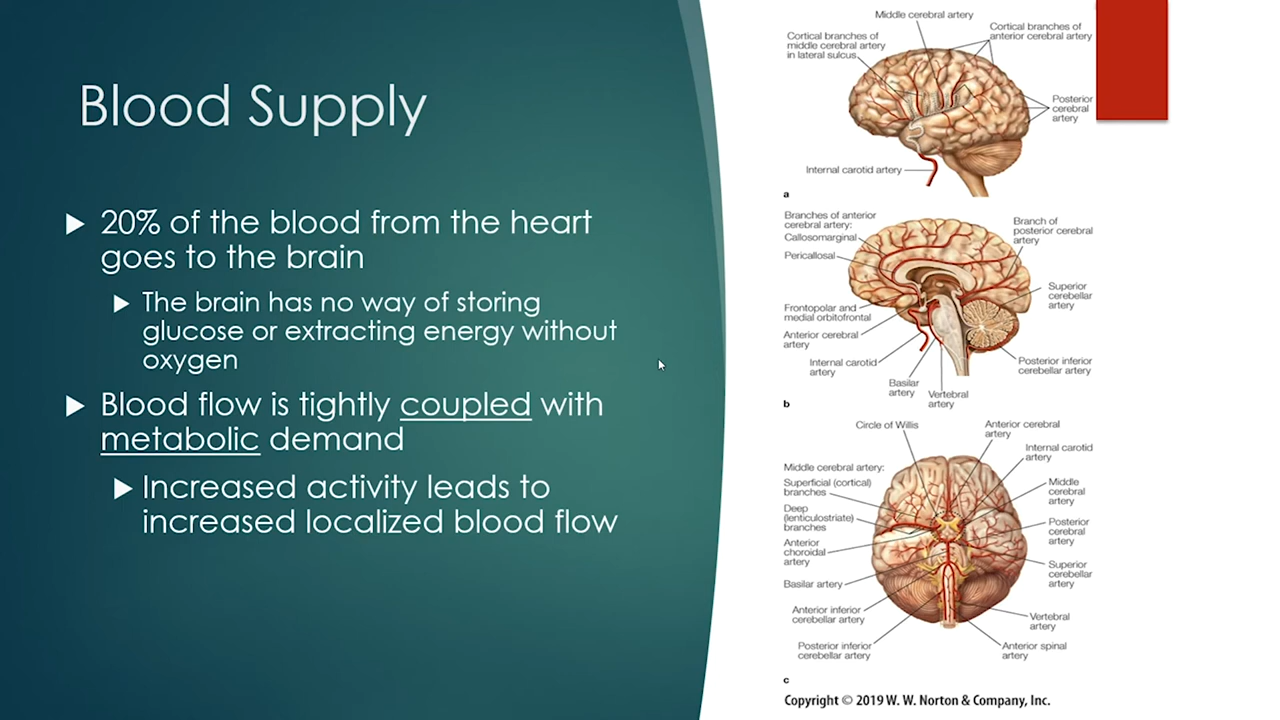 Blood Supply
20% of the blood from the heart
goes to the brain
The brain has no way of storing
glucose or extracting energy without
oxygen
Blood flow is tightly coupled with
metabolic demand
Increased activity leads to
increased localized blood flow
Middle cerebral artery
Cortical branches of
middle cerebral artery
in lateral sulcus
Cortical branches of
anterior cerebral artery
Posterior
cerebral
artery
Internal carotid artery
a
Branches of anterior
cerebral artery:
Callosomarginal
Pericallosal
Branch of
posterior cerebral
artery
Superior
cerebellar
artery
Frontopolar and
medial orbitofrontal
Anterior cerebral
artery
Internal carotid
artery
Basilar
artery
Vertebral
artery
Posterior inferior
cerebellar artery
b
Circle of Willis
Anterior cerebral
artery
Internal carotid
artery
Middle cerebral artery:
Superficial (cortical)
branches
Deep
(lenticulostriate)
branches
Anterior
choroidal
artery
Basilar artery
Anterior inferior
cerebellar artery
Posterior inferior
cerebellar artery
Middle
cerebral
artery
Posterior
cerebral
artery
Superior
cerebellar
artery
Vertebral
artery
Anterior spinal
artery
c
Copyright © 2019 W. W. Norton & Company, Inc.